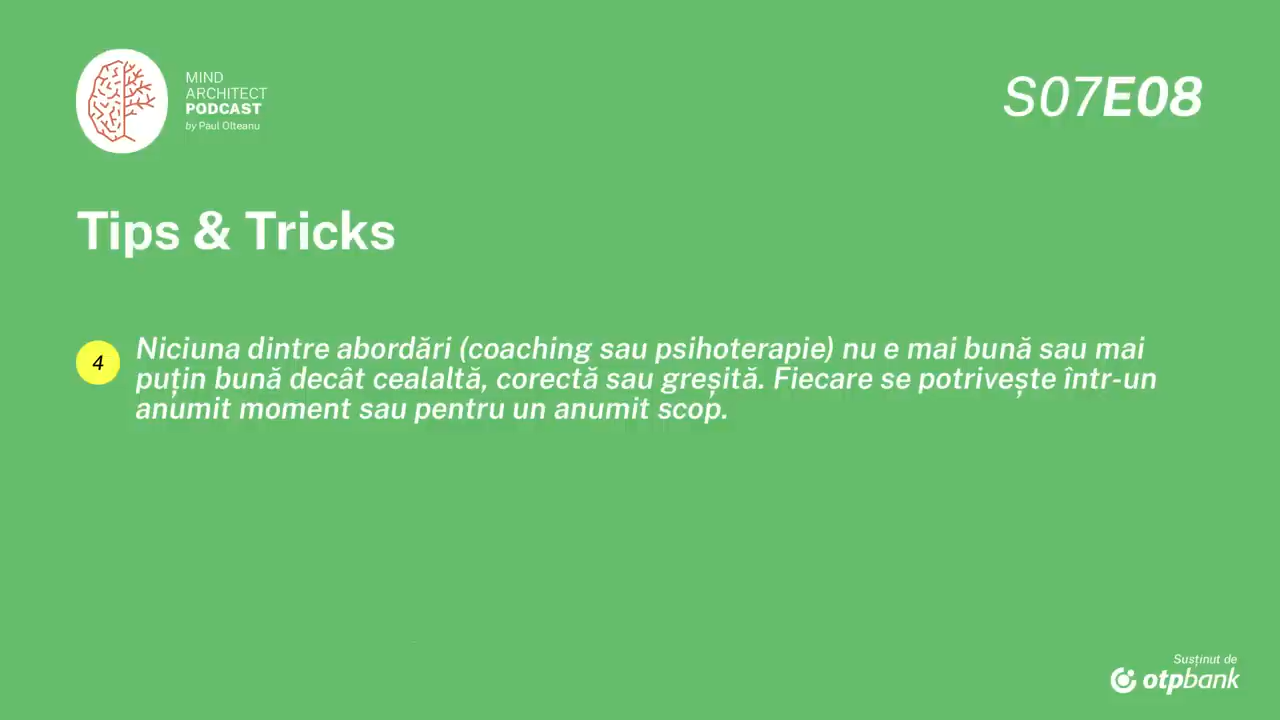 MIND
ARCHITECT
PODCAST
by Paul Olteanu
S07E08
Tips & Tricks
4
Niciuna dintre abordări (coaching sau psihoterapie) nu e mai bună sau mai
puțin bună decât cealaltă, corectă sau greșită. Fiecare se potrivește într-un
anumit moment sau pentru un anumit scop.
Susținut de
otpbank